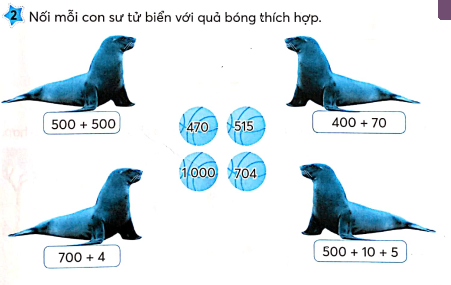 2 Nối mỗi con sư tử biển với quả bóng thích hợp.
500 + 500
400 + 70
470
515
1 000
704
700 + 4
500 + 10 + 5